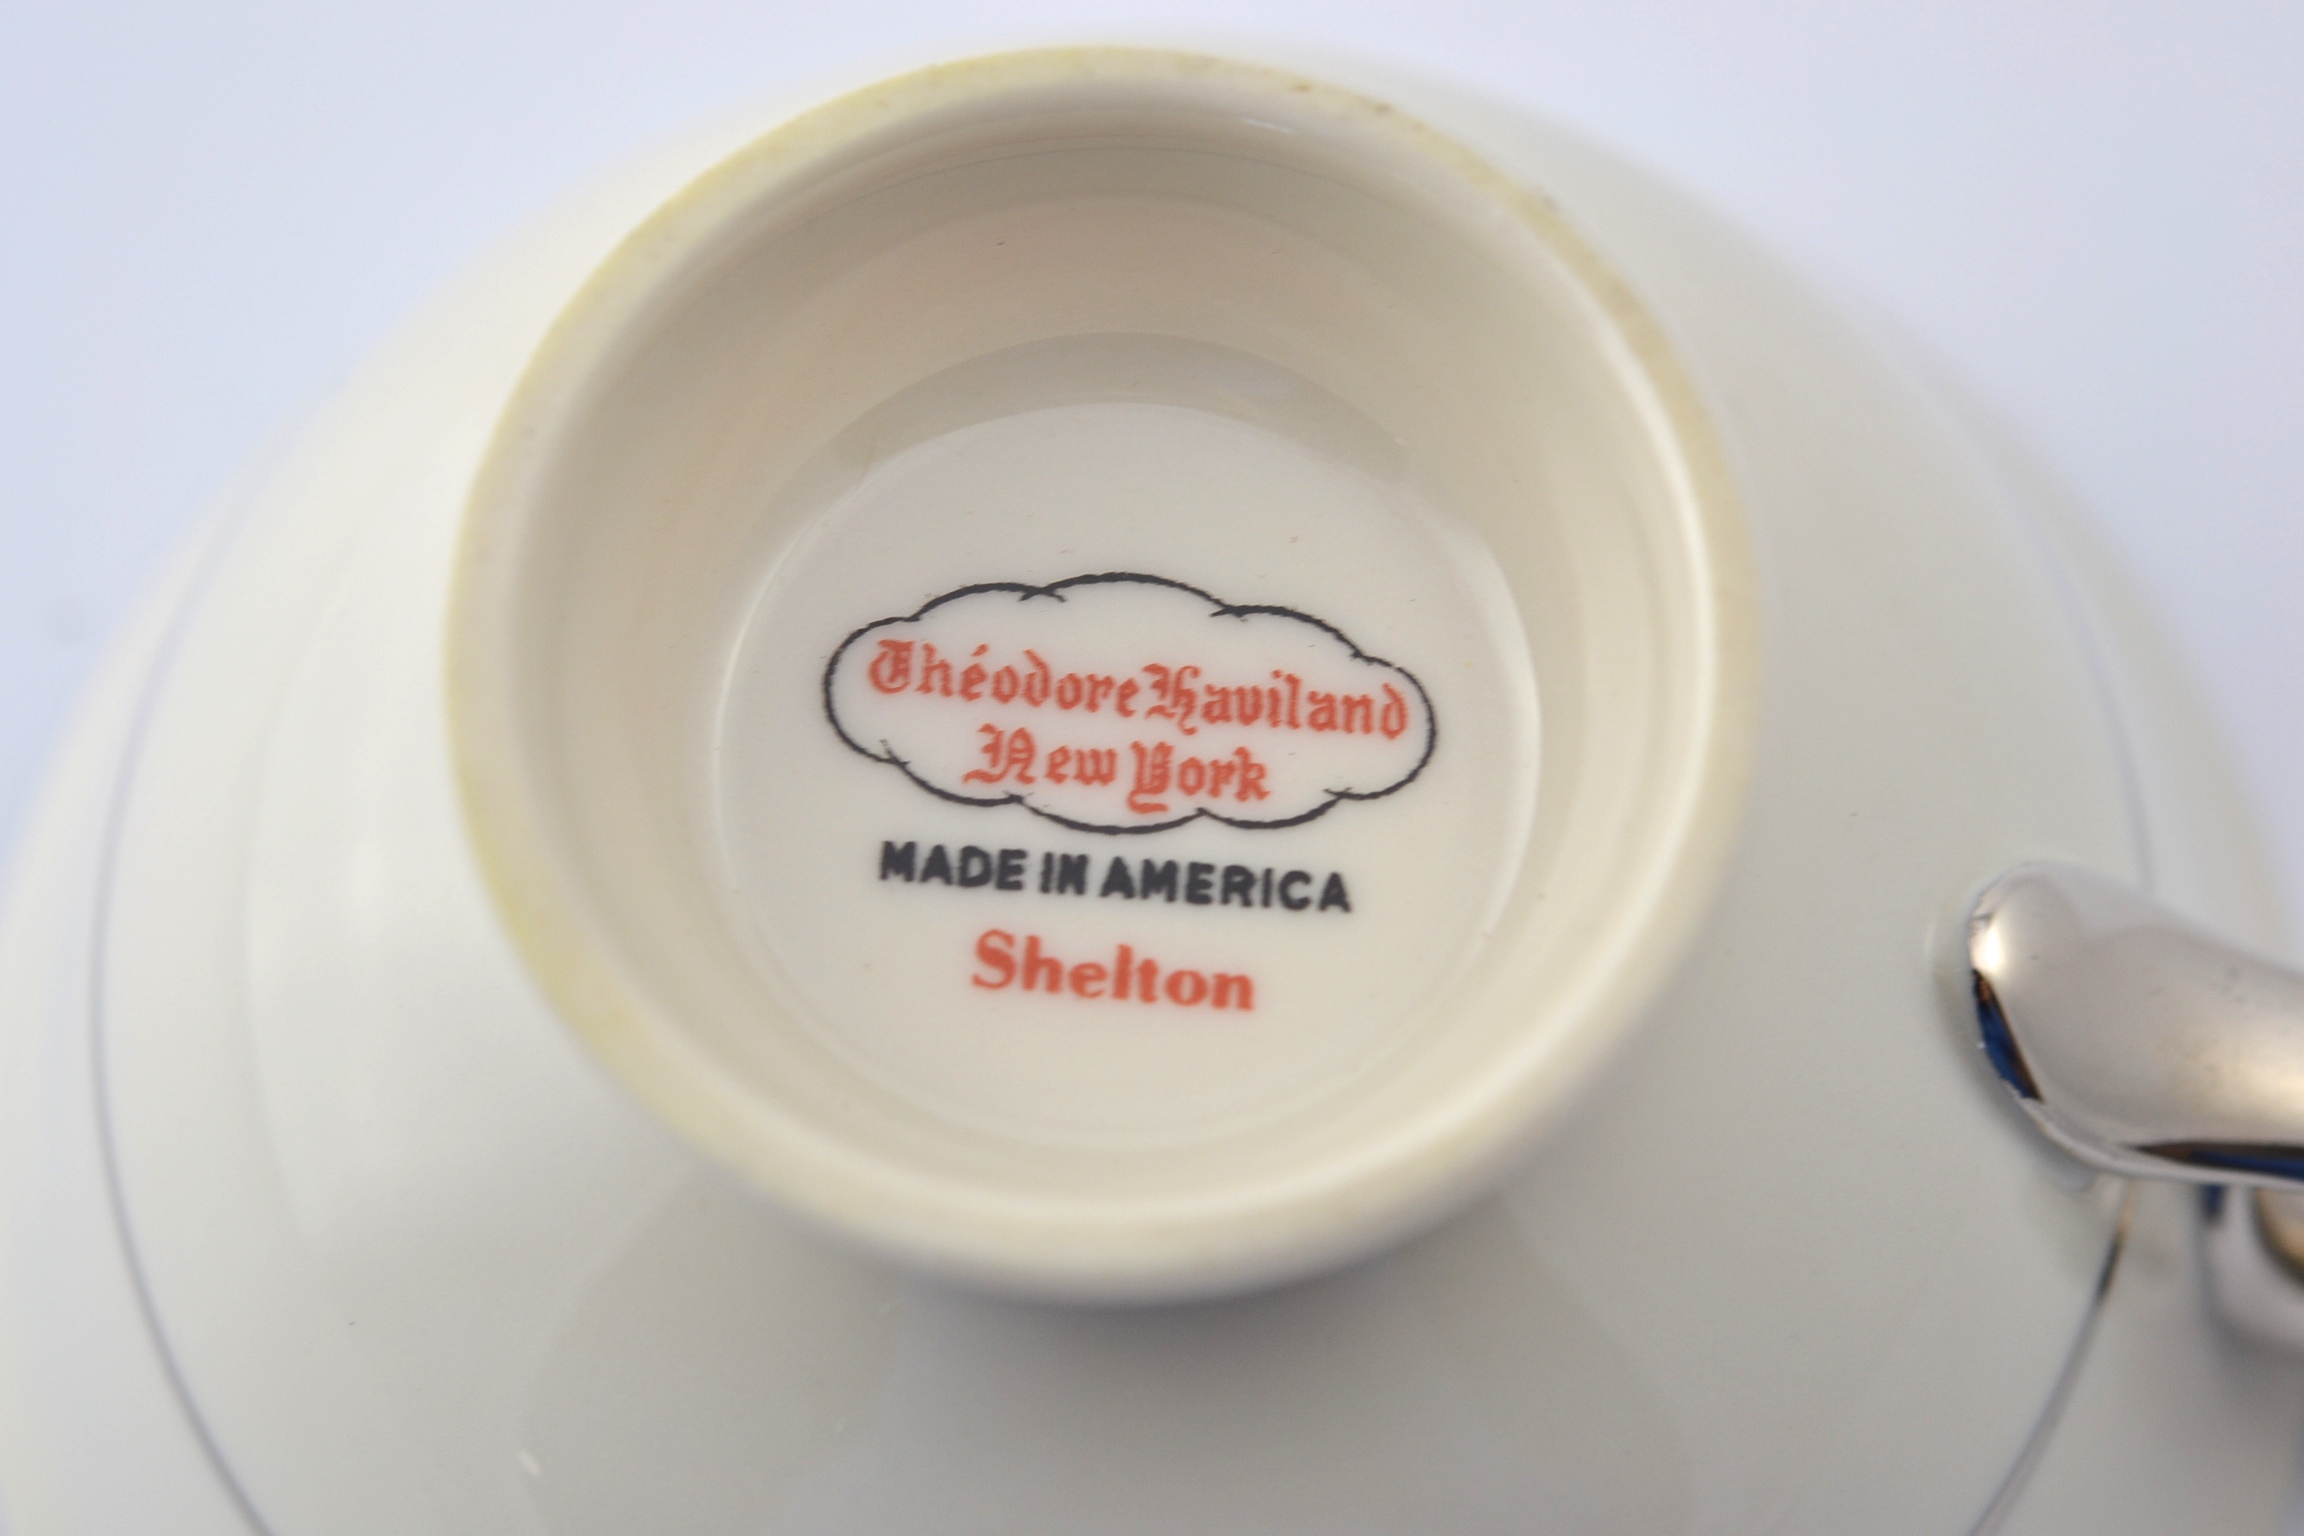 Théodore Haviland
New York
MADE IN AMERICA
Shelton